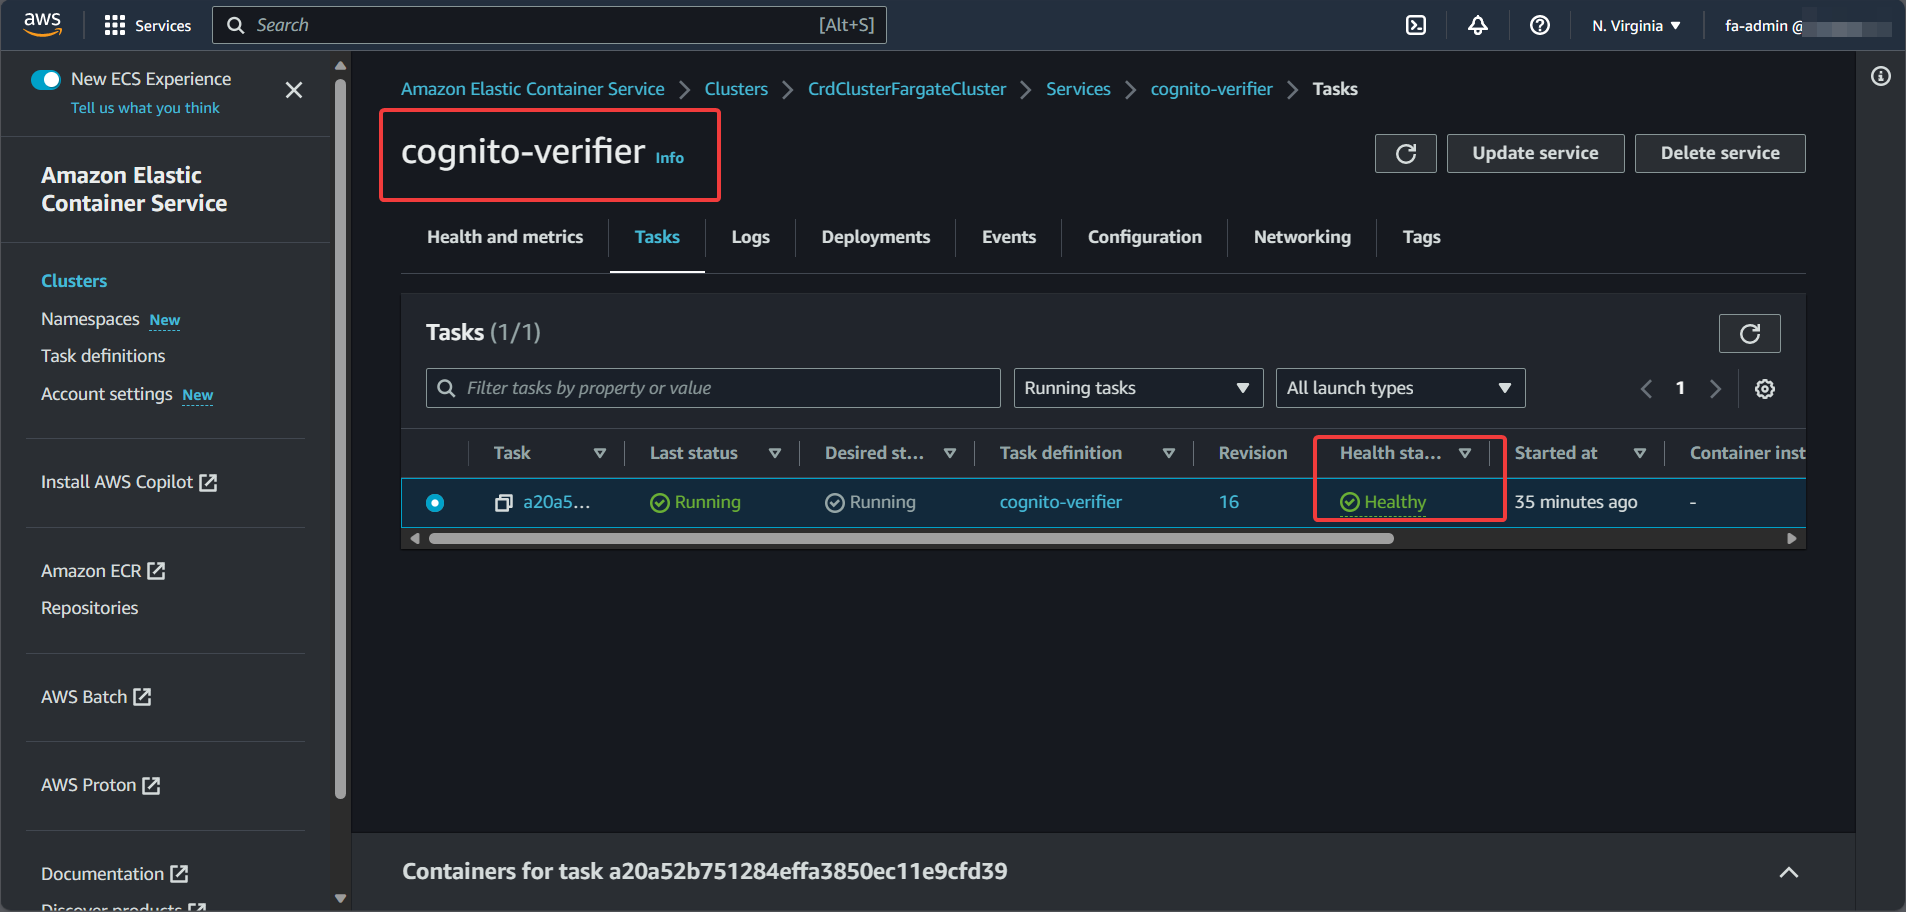 aws
Services
Search
[Alt+S]
N. Virginia
fa-admin @
New ECS Experience
Tell us what you think
Amazon Elastic
Container Service
Clusters
Namespaces New
Task definitions
Account settings New
Install AWS Copilot
Amazon ECR
Repositories
AWS Batch
AWS Proton
Documentation
Discover products
Amazon Elastic Container Service > Clusters > CrdClusterFargateCluster > Services > cognito-verifier > Tasks
cognito-verifier Info
Update service
Delete service
Health and metrics
Tasks
Logs
Deployments
Events
Configuration
Networking
Tags
Tasks (1/1)
Filter tasks by property or value
Running tasks
All launch types
1
Task
Last status
Desired st...
Task definition
Revision
Health sta...
Started at
Container inst
a20a5...
Running
Running
cognito-verifier
16
Healthy
35 minutes ago
-
Containers for task a20a52b751284effa3850ec11e9cfd39